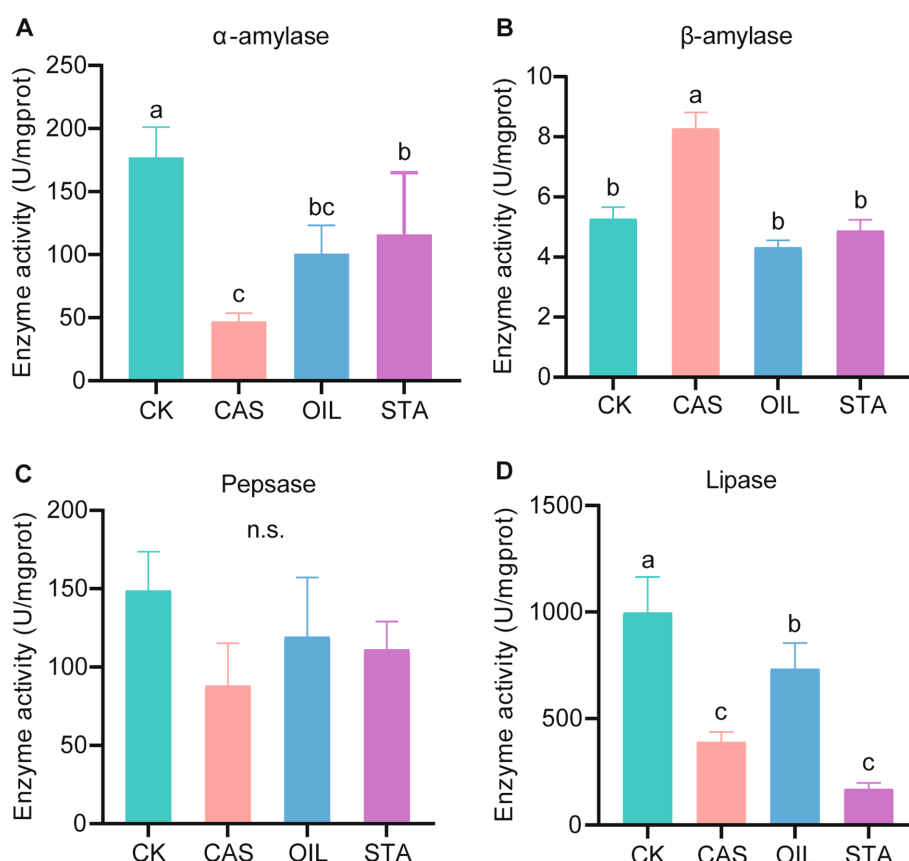 A
α-amylase
Enzyme activity (U/mgprot)
250
200
150
100
50
0
a
c
bc
b
CK CAS OIL STA
B
β-amylase
Enzyme activity (U/mgprot)
10
8
6
4
2
0
b
a
b
b
CK CAS OIL STA
C
Pepsase
n.s.
Enzyme activity (U/mgprot)
200
150
100
50
0
CK CAS OIL STA
D
Lipase
Enzyme activity (U/mgprot)
1500
1000
500
0
a
c
b
c
CK CAS OIL STA